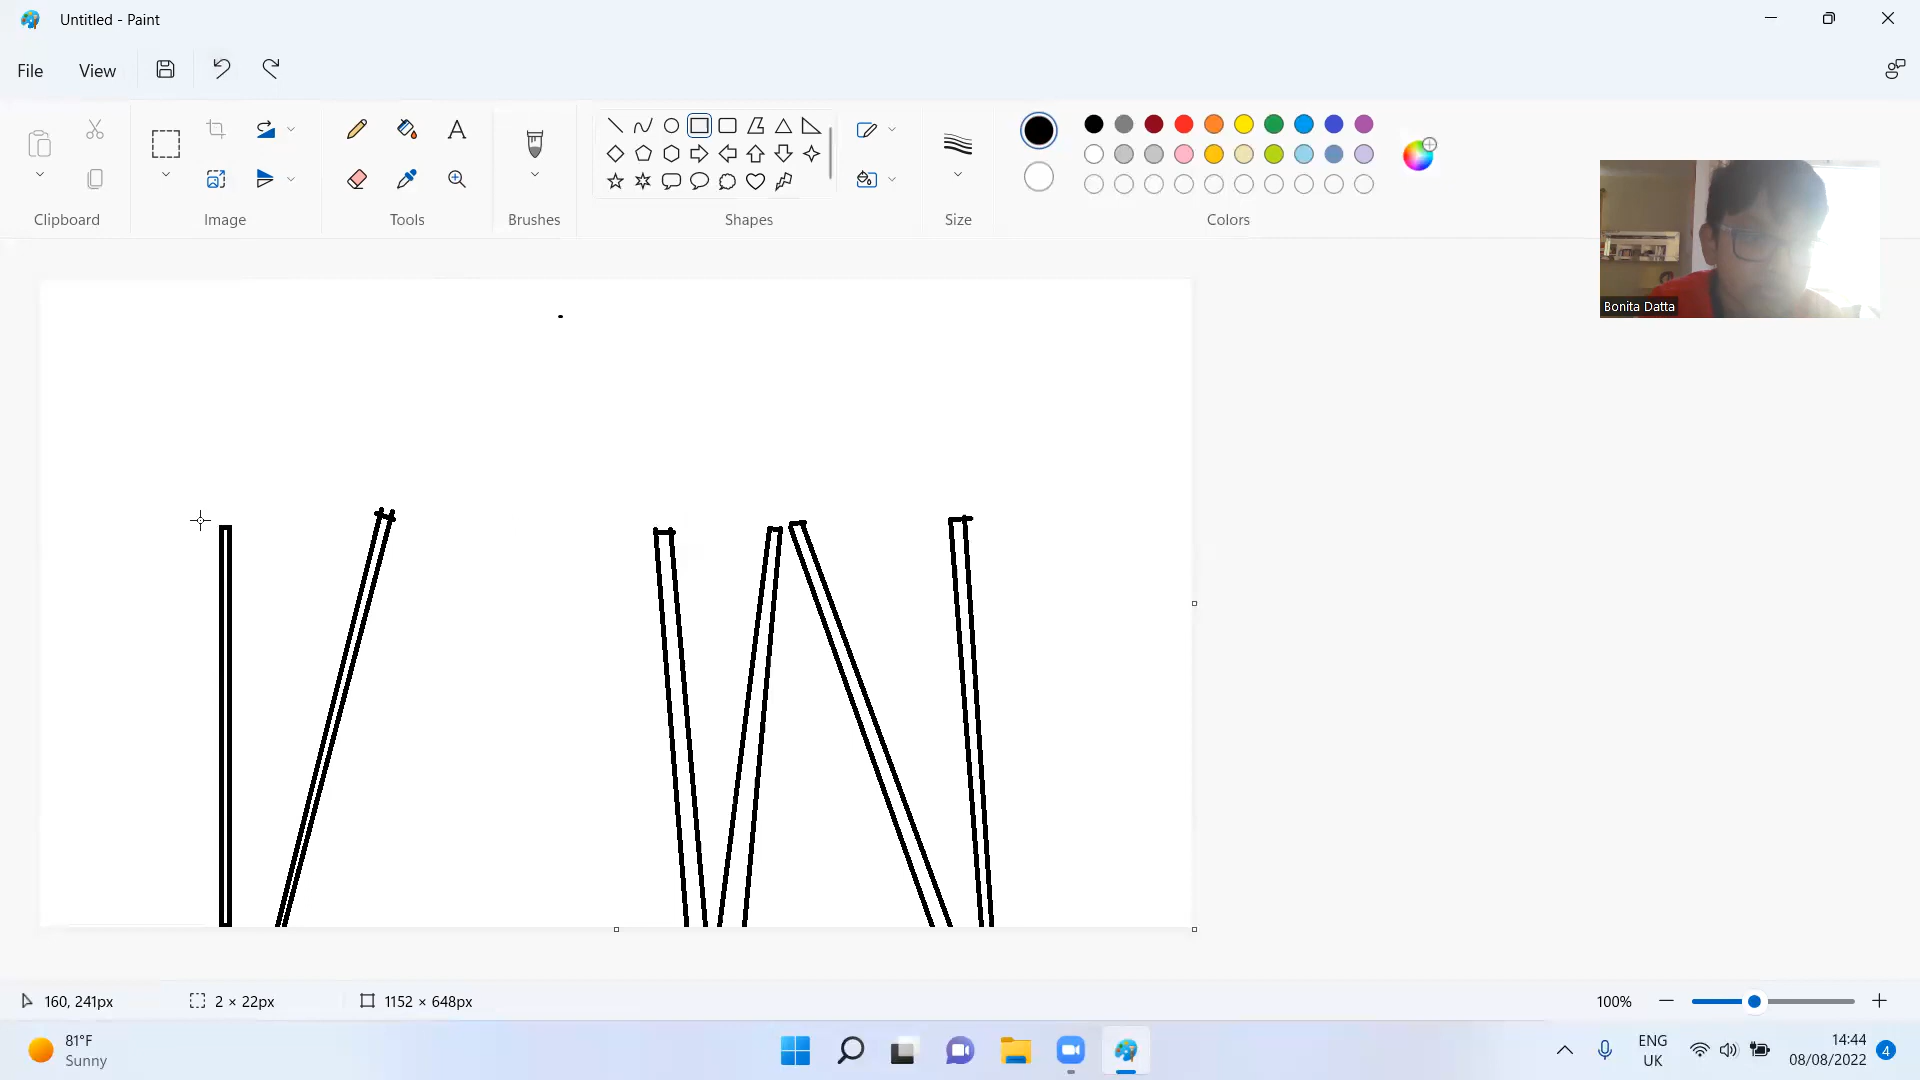 Untitled - Paint
File View
Clipboard Image Tools Brushes Shapes Size Colors
Bonita Datta
160, 241px 2 × 22px 1152 × 648px 100%
81°F
Sunny
ENG
UK
14:44
08/08/2022
4